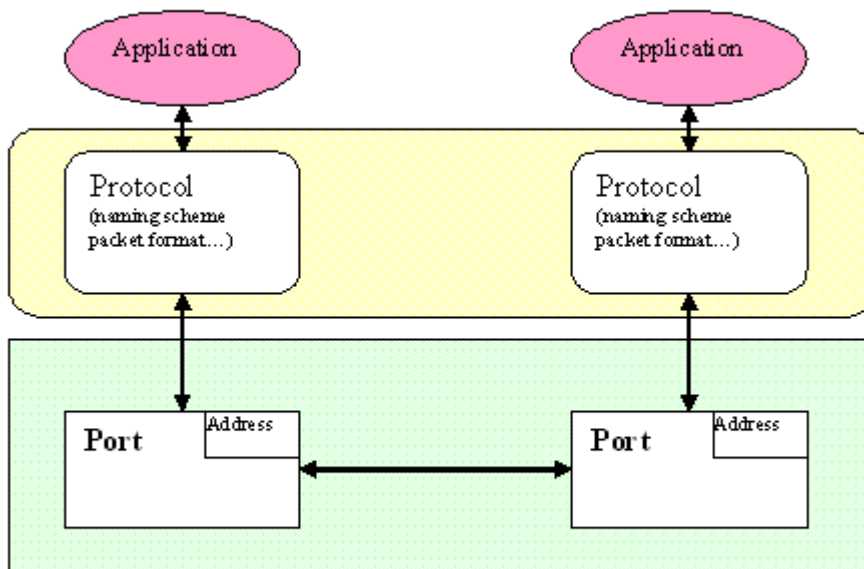 Application
Application
Protocol
(naming scheme
packet format...)
Protocol
(naming scheme
packet format...)
Port
Address
Port
Address